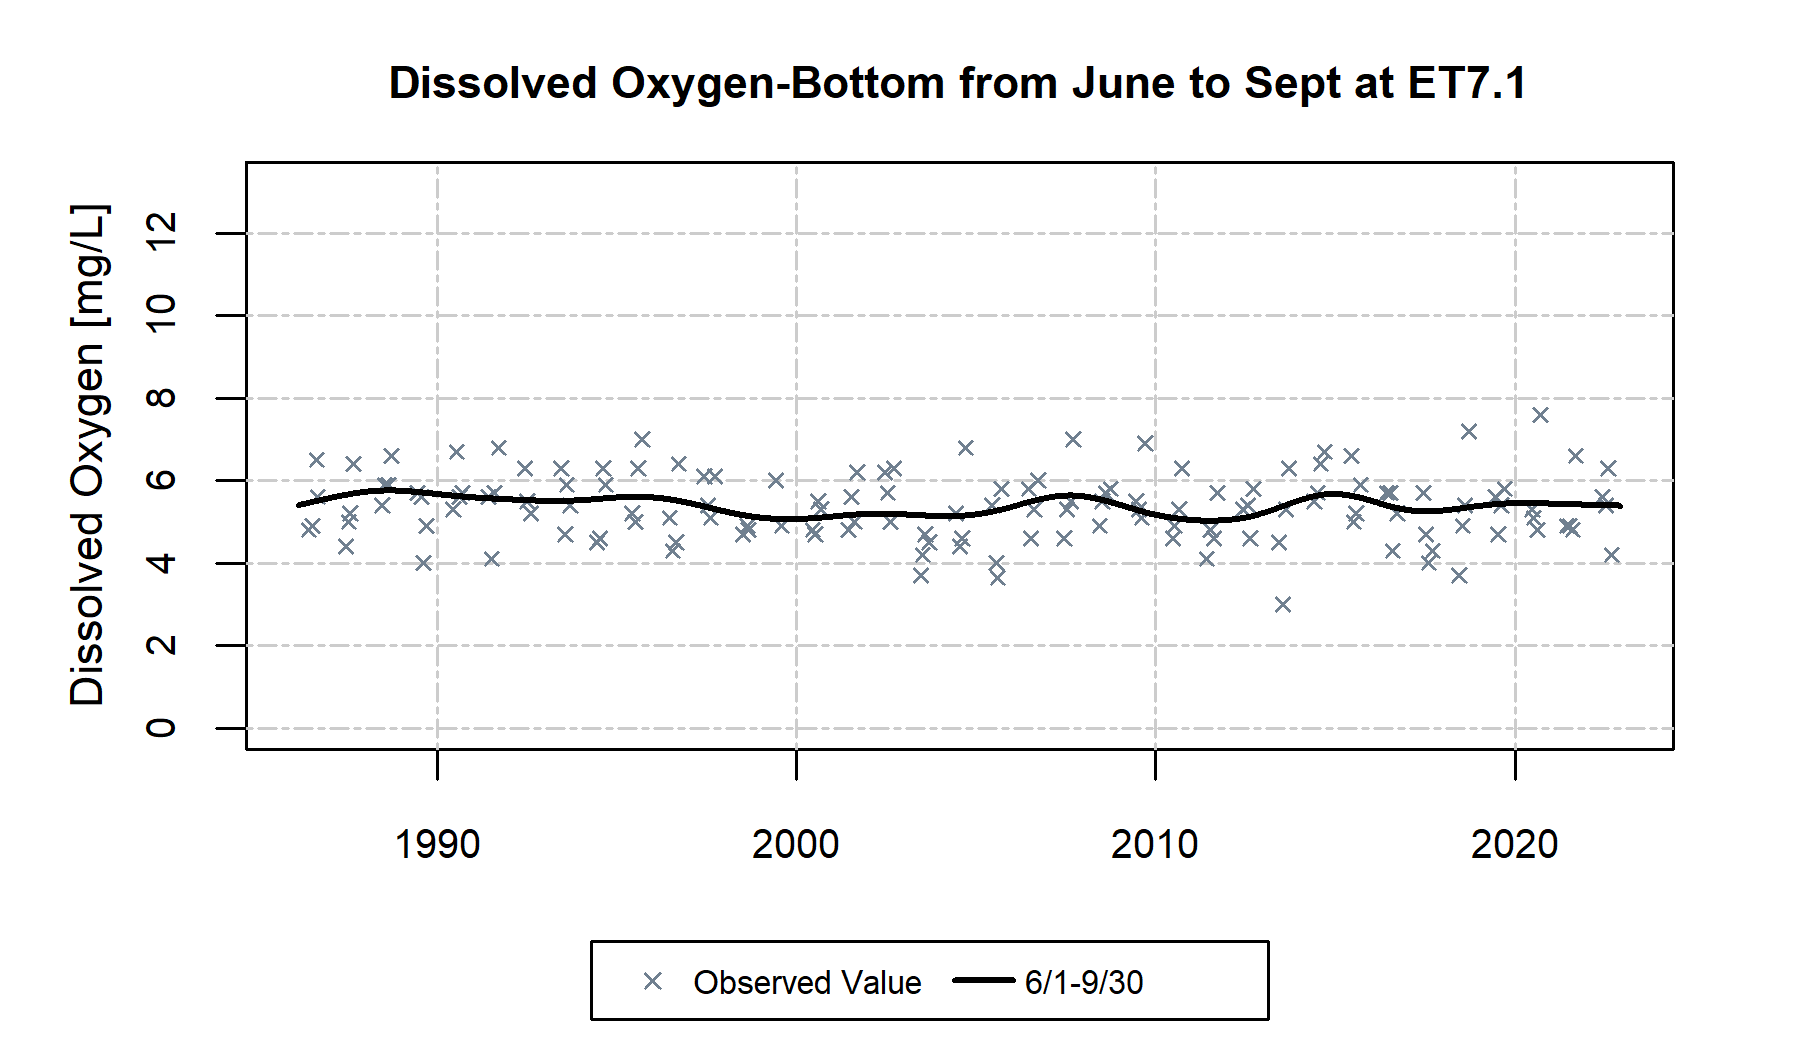 Dissolved Oxygen-Bottom from June to Sept at ET7.1
Dissolved Oxygen [mg/L]
12
10
8
6
4
2
0
1990 2000 2010 2020
Observed Value 6/1-9/30